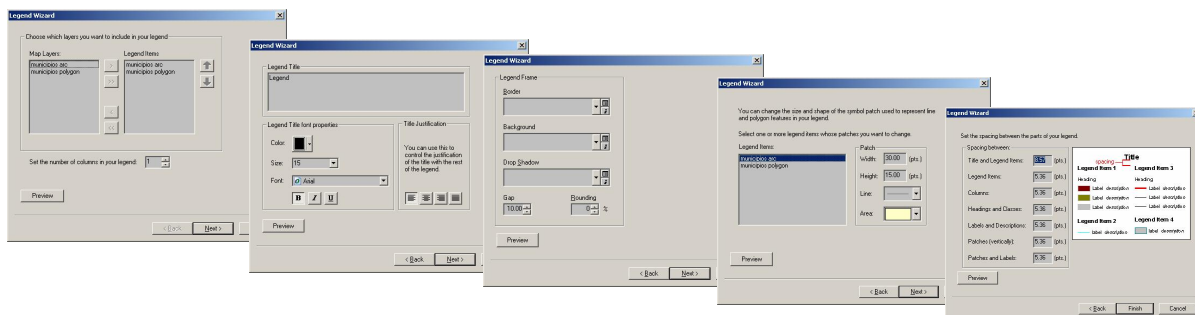 Legend Wizard
Choose which layers you want to include in your legend
Map Layers:
Legend Items
municipios arc
municipios polygon
municipios arc
municipios polygon
>
>>
<
<<
Set the number of columns in your legend:
1
Preview
< Back
Next >
Legend Wizard
Legend Title
Legend
Legend Title font properties
Color:
Size:
15
Font:
Arial
B I U
Title Justification
You can use this to
control the justification
of the title with the rest
of the legend.
Preview
< Back
Next >
Legend Wizard
Legend Frame
Border
Background
Drop Shadow
Gap
10.00
Rounding
0 %
Preview
< Back
Next >
Legend Wizard
You can change the size and shape of the symbol patch used to represent line
and polygon features in your legend.
Select one or more legend items whose patches you want to change.
Legend Items:
municipios arc
municipios polygon
Patch
Width: 30.00 (pts.)
Height: 15.00 (pts.)
Line:
Area:
Preview
< Back
Next >
Legend Wizard
Set the spacing between the parts of your legend.
Spacing between:
Title and Legend Items: 8.57 (pts.)
Legend Items: 5.36 (pts.)
Columns: 5.36 (pts.)
Headings and Classes: 5.36 (pts.)
Labels and Descriptions: 5.36 (pts.)
Patches (vertically): 5.36 (pts.)
Patches and Labels: 5.36 (pts.)
Title
spacing
Legend Item 1
Heading
Label description
Label description
Label description
Legend Item 2
label description
Legend Item 3
Heading
Label description
Label description
Label description
Legend Item 4
label description
Preview
< Back
Finish
Cancel